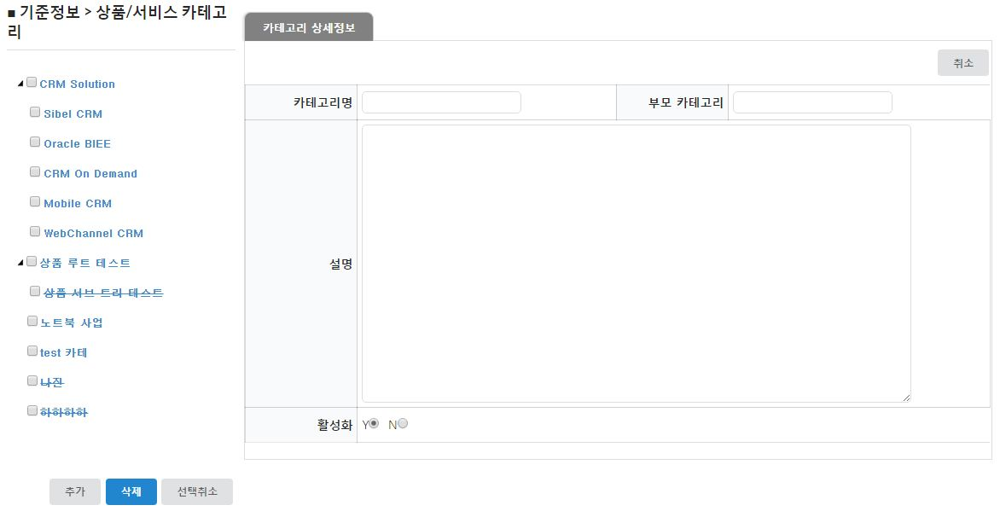 ■ 기준정보 > 상품/서비스 카테고
리
카테고리 상세정보
취소
카테고리명
부모 카테고리
설명
활성화 Y N
CRM Solution
Sibel CRM
Oracle BIEE
CRM On Demand
Mobile CRM
WebChannel CRM
상품 루트 테스트
상품 서브 트리 테스트
노트북 사업
test 카테
나진
하하하하
추가 삭제 선택취소